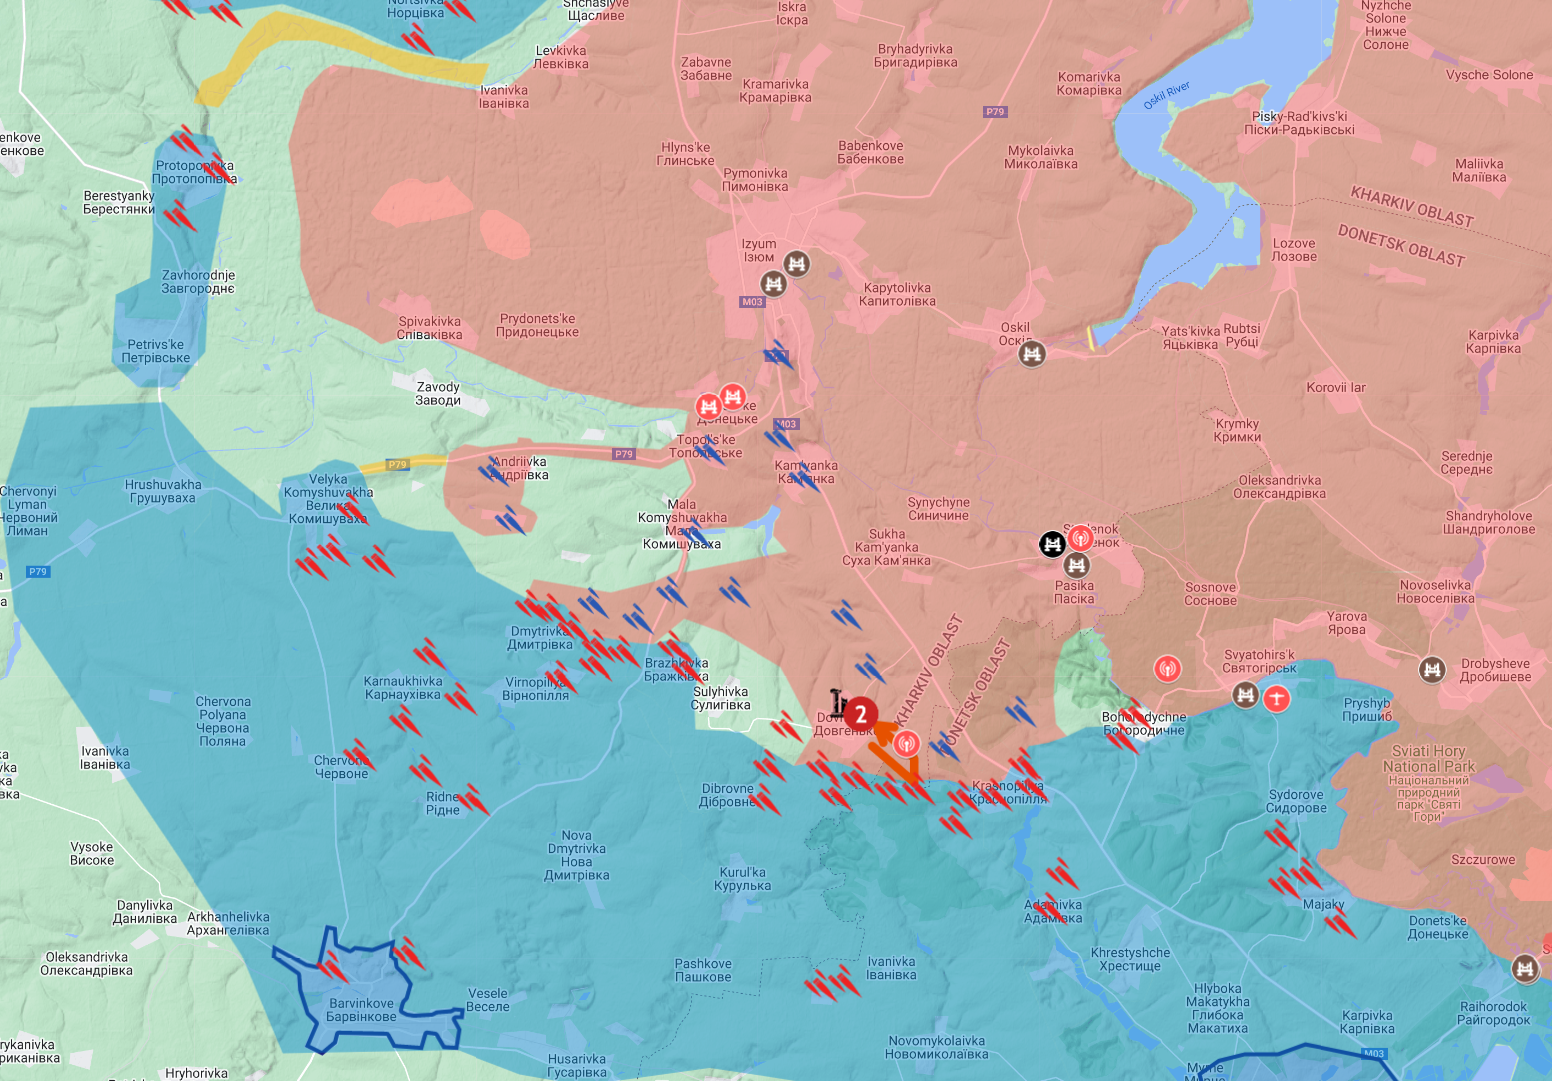 Nortsivka
Норцівка
Shchaslyve
Щасливе
Iskra
Іскра
Nyzhche
Solone
Нижче
Солоне
Levkivka
Левківка
Zabavne
Забавне
Bryhadyrivka
Бригадирівка
Vysche Solone
Ivanivka
Іванівка
Kramarivka
Крамарівка
Komarivka
Комарівка
Oskil River
P79
Pisky-Rad'kivs'ki
Піски-Радьківські
enkove
енкове
Protopopivka
Протопопівка
Hlyns'ke
Глинське
Babenkove
Бабенкове
Mykolaivka
Миколаївка
Maliivka
Маліївка
Pymonivka
Пимонівка
Berestyanky
Берестянки
KHARKIV OBLAST
DONETSK OBLAST
Izyum
Ізюм
Lozove
Лозове
Zavhorodnje
Завгороднє
Kapytolivka
Капитолівка
M03
Spivakivka
Співаківка
Prydonets'ke
Придонецьке
Oskil
Оскіл
Yats'kivka
Яцьківка
Rubtsi
Рубці
Karpivka
Карпівка
Petrivs'ke
Петрівське
Zavody
Заводи
Korovii Iar
M03
Topol's'ke
Топольське
Krymky
Кримки
P79
P79
Andriivka
Андріївка
Kam'yanka
Кам'янка
Serednje
Середнє
Hrushuvakha
Грушуваха
Velyka
Komyshuvakha
Велика
Комишуваха
Oleksandrivka
Олександрівка
Chervonyi
Lyman
Червоний
Лиман
Mala
Komyshuvakha
Мала
Комишуваха
Synychyne
Синичине
Shandryholove
Шандриголове
Sukha
Kam'yanka
Суха Кам'янка
P79
Pasika
Пасіка
Sosnove
Соснове
Novoselivka
Новоселівка
Yarova
Ярова
Dmytrivka
Дмитрівка
KHARKIV OBLAST
DONETSK OBLAST
Brazhkivka
Бражківка
Svyatohirs'k
Святогірськ
Drobysheve
Дробишеве
Karnaukhivka
Карнаухівка
Virnopillya
Вірнопілля
Sulyhivka
Сулигівка
Chervona
Polyana
Червона
Поляна
2
Довгеньке
Bohorodychne
Богородичне
Pryshyb
Пришиб
Ivanivka
Іванівка
Chervone
Червоне
Sviati Hory
National Park
Національний
природний
парк "Святі
Гори"
Ridne
Рідне
Dibrovne
Дібровне
Krasnopillya
Краснопілля
Sydorove
Сидорове
Vysoke
Високе
Nova
Dmytrivka
Нова
Дмитрівка
Szczurowe
Kurul'ka
Курулька
Danylivka
Данилівка
Arkhanhelivka
Архангелівка
Adamivka
Адамівка
Majaky
Donets'ke
Донецьке
Oleksandrivka
Олександрівка
Pashkove
Пашкове
Ivanivka
Іванівка
Khrestyshche
Хрестище
Barvinkove
Барвінкове
Vesele
Веселе
Hlyboka
Makatykha
Глибока
Макатиха
Karpivka
Карпівка
Raihorodok
Райгородок
rykanivka
риканівка
Novomykolaivka
Новомиколаївка
M03
Husarivka
Гусарівка
Hryhorivka